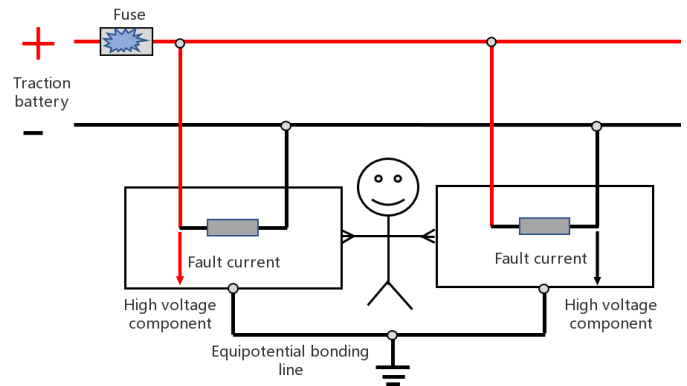 Fuse
+
Traction
battery
-
Fault current
Fault current
High voltage
component
High voltage
component
Equipotential bonding
line